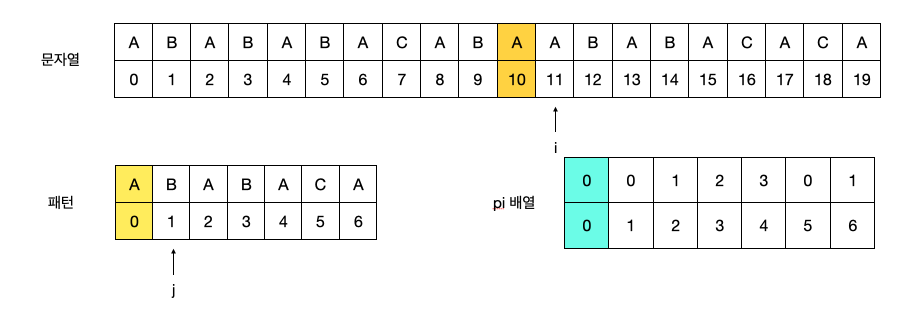 문자열
A B A B A B A C A B A A B A B A C A C A
0 1 2 3 4 5 6 7 8 9 10 11 12 13 14 15 16 17 18 19
i
패턴
A B A B A C A
0 1 2 3 4 5 6
j
pi 배열
0 0 1 2 3 0 1
0 1 2 3 4 5 6